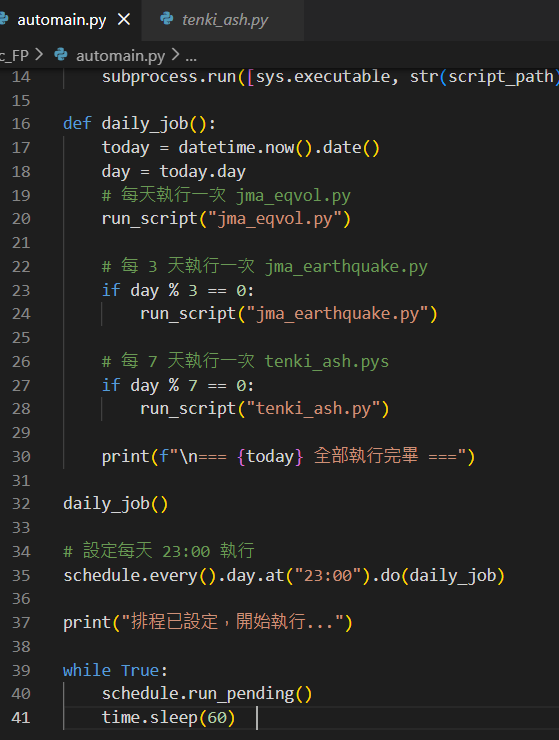 automain.py
tenki_ash.py
c_FP > automain.py > ...
14 subprocess.run([sys.executable, str(script_path)
15
16 def daily_job():
17 today = datetime.now().date()
18 day = today.day
19 # 每天執行一次 jma_eqvol.py
20 run_script("jma_eqvol.py")
21
22 # 每 3 天執行一次 jma_earthquake.py
23 if day % 3 == 0:
24 run_script("jma_earthquake.py")
25
26 # 每 7 天執行一次 tenki_ash.pys
27 if day % 7 == 0:
28 run_script("tenki_ash.py")
29
30 print(f"\n=== {today} 全部執行完畢 ===")
31
32 daily_job()
33
34 # 設定每天 23:00 執行
35 schedule.every().day.at("23:00").do(daily_job)
36
37 print("排程已設定，開始執行...")
38
39 while True:
40 schedule.run_pending()
41 time.sleep(60)